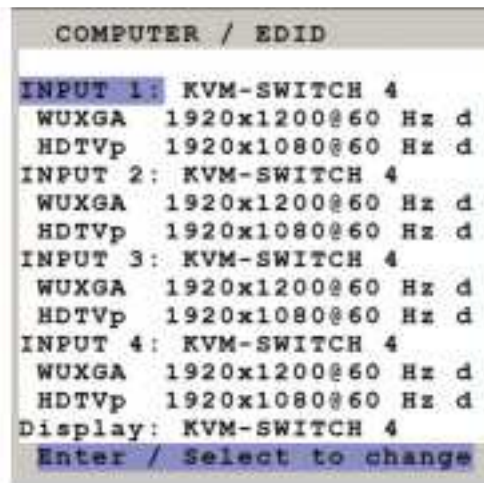 COMPUTER / EDID
INPUT 1: KVM-SWITCH 4
WUXGA 1920x1200@60 Hz d
HDTVp 1920x1080@60 Hz d
INPUT 2: KVM-SWITCH 4
WUXGA 1920x1200@60 Hz d
HDTVp 1920x1080@60 Hz d
INPUT 3: KVM-SWITCH 4
WUXGA 1920x1200@60 Hz d
HDTVp 1920x1080@60 Hz d
INPUT 4: KVM-SWITCH 4
WUXGA 1920x1200@60 Hz d
HDTVp 1920x1080@60 Hz d
Display: KVM-SWITCH 4
Enter / Select to change